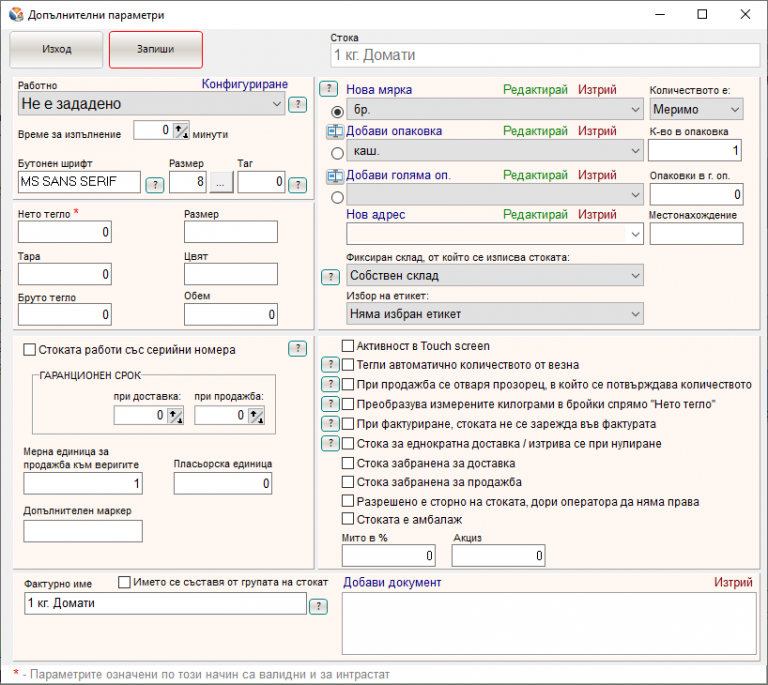 Допълнителни параметри
Изход
Запиши
Стока
1 кг. Домати
Работно
Конфигуриране
Не е зададено
?
Време за изпълнение
0
минути
Бутонен шрифт
Размер
Таг
MS SANS SERIF
?
8
...
0
?
?
Нова мярка
Редактирай
Изтрий
Количеството е:
бр.
Меримо
Добави опаковка
Редактирай
Изтрий
К-во в опаковка
каш.
1
Добави голяма оп.
Редактирай
Изтрий
Опаковки в г. оп.
0
Нов адрес
Редактирай
Изтрий
Местонахождение
Фиксиран склад, от който се изписва стоката:
?
Собствен склад
Избор на етикет:
Няма избран етикет
Нето тегло *
Размер
0
Тара
Цвят
0
Бруто тегло
Обем
0
0
Стоката работи със серийни номера
?
ГАРАНЦИОНЕН СРОК
при доставка:
при продажба:
0
0
Мерна единица за
продажба към веригите
Пласьорска единица
1
0
Допълнителен маркер
Активност в Touch screen
? Тегли автоматично количеството от везна
? При продажба се отваря прозорец, в който се потвърждава количеството
? Преобразува измерените килограми в бройки спрямо "Нето тегло"
? При фактуриране, стоката не се зарежда във фактурата
? Стока за еднократна доставка / изтрива се при нулиране
Стока забранена за доставка
Стока забранена за продажба
Разрешено е сторно на стоката, дори оператора да няма права
Стоката е амбалаж
Мито в %
Акциз
0
0
Фактурно име
Името се съставя от групата на стокат
1 кг. Домати
?
Добави документ
Изтрий
* - Параметрите означени по този начин са валидни и за интрастат